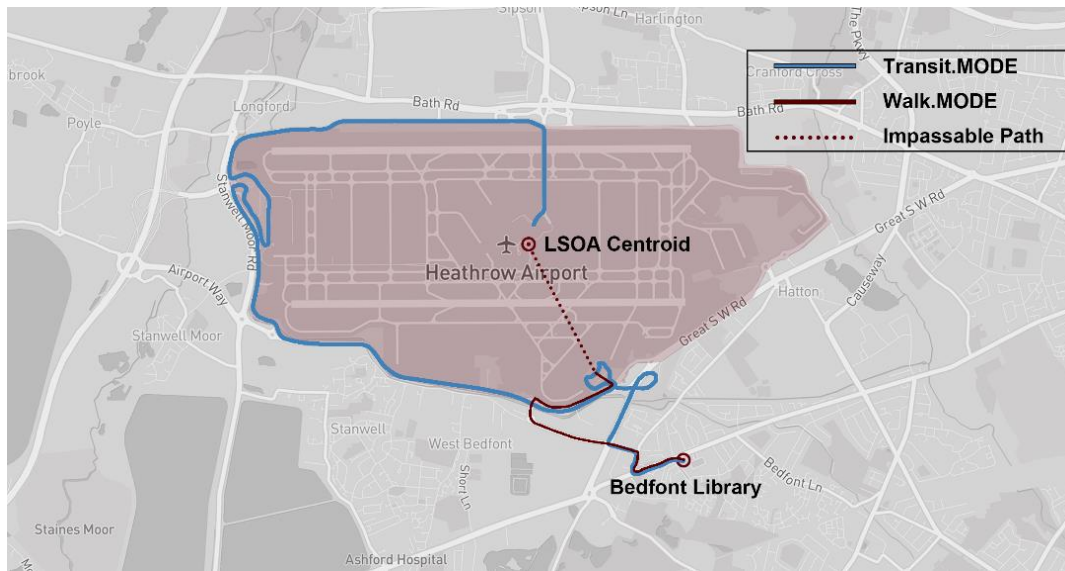 Sipson
Harlington
The Pkwy
Cranford Cross
Transit.MODE
Walk.MODE
Impassable Path
brook
Poyle
Longford
Bath Rd
Bath Rd
Stanwell Moor Rd
Great S W Rd
LSOA Centroid
Heathrow Airport
Airport Way
Hatton
Causeway
Great S W Rd
Stanwell Moor
Stanwell
West Bedfont
Short Ln
Bedfont Library
Bedfont Ln
Staines Moor
Ashford Hospital